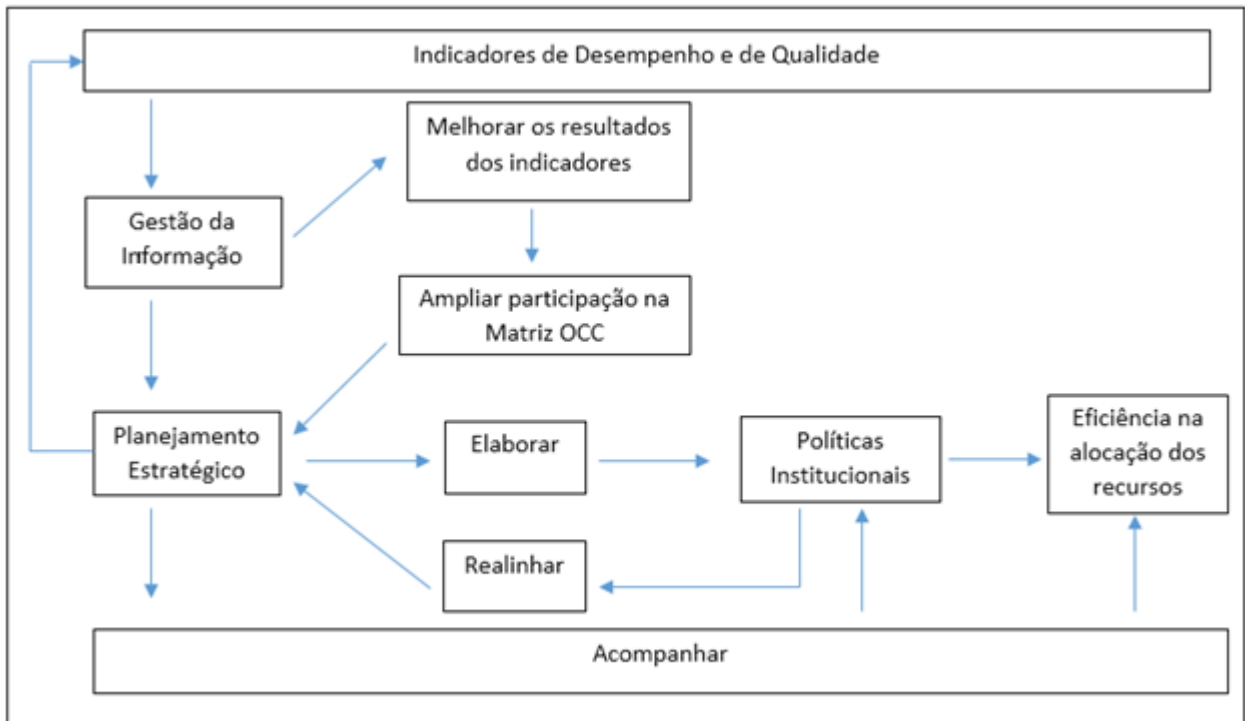 Indicadores de Desempenho e de Qualidade
Melhorar os resultados
dos indicadores
Gestão da
Informação
Ampliar participação na
Matriz OCC
Planejamento
Estratégico
Elaborar
Políticas
Institucionais
Eficiência na
alocação dos
recursos
Realinhar
Acompanhar